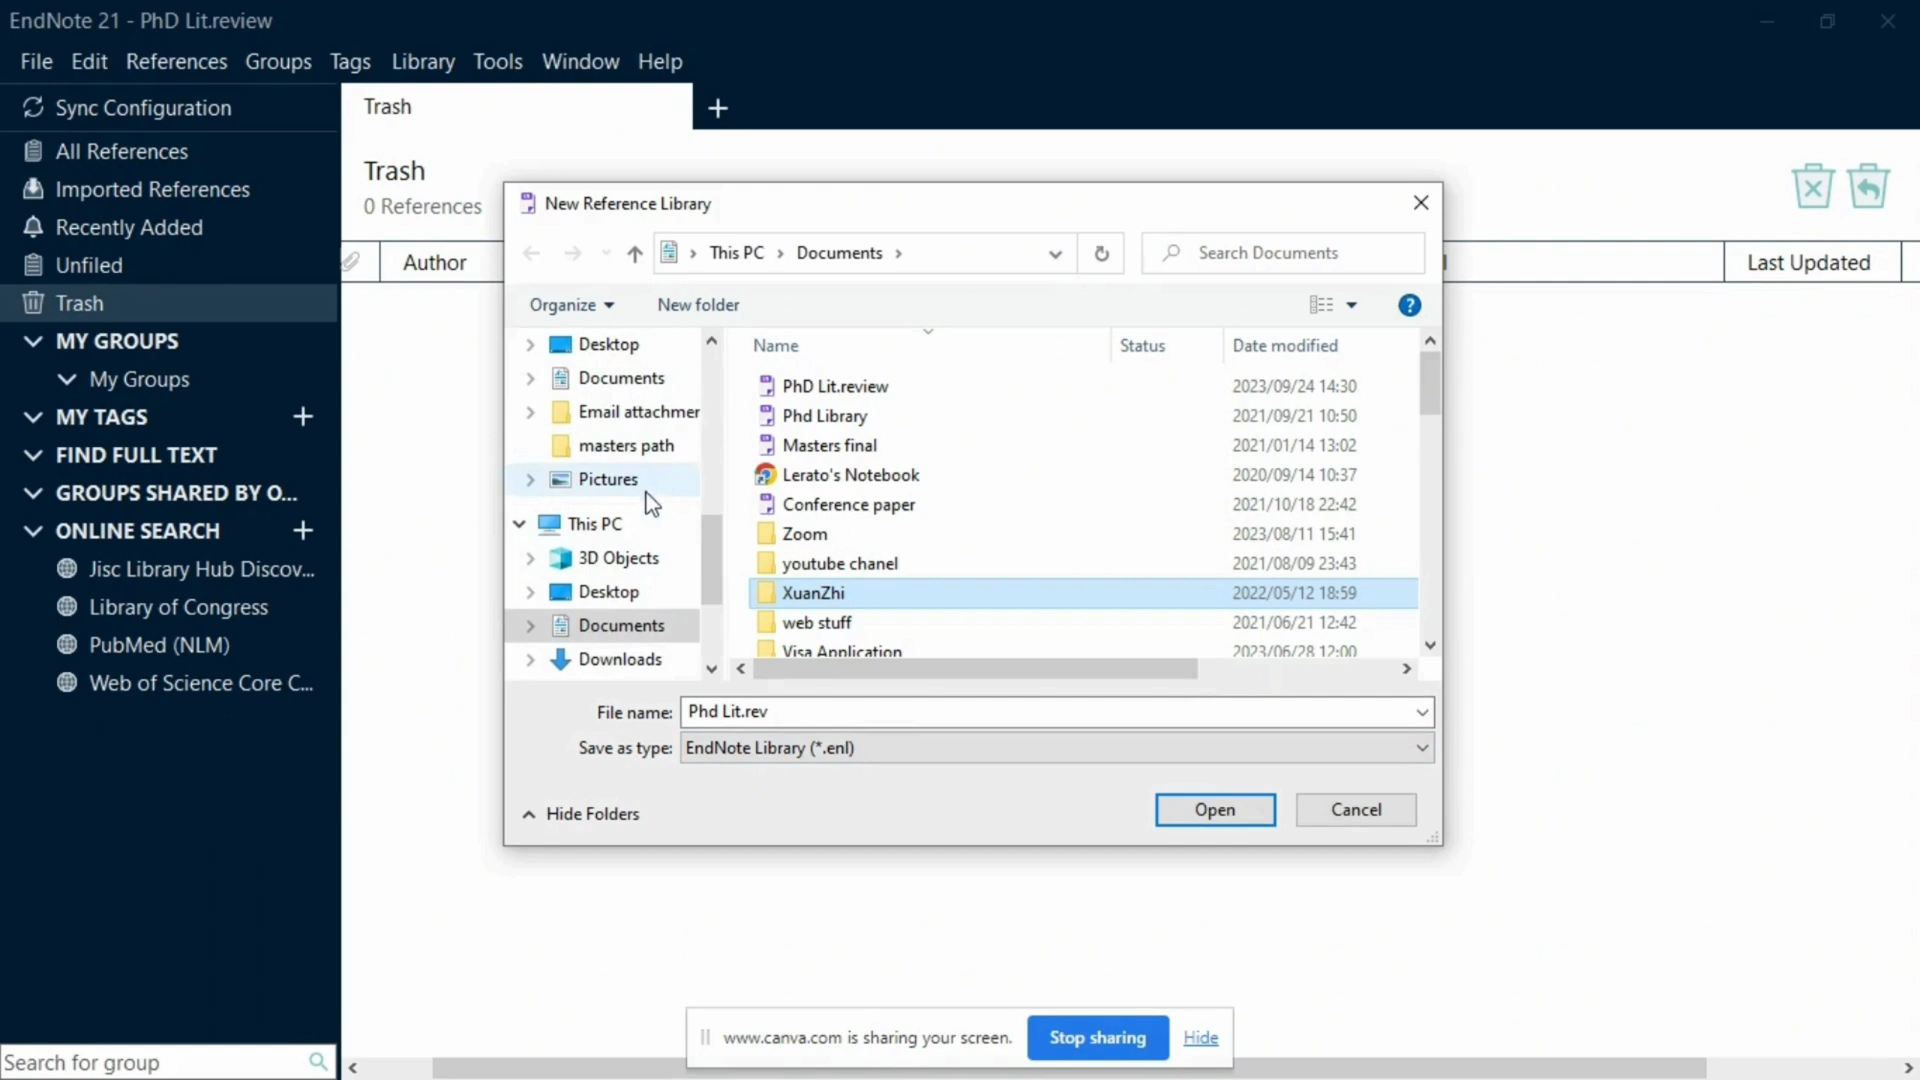 EndNote 21 - PhD Lit.review
File Edit References Groups Tags Library Tools Window Help
Sync Configuration
All References
Imported References
Recently Added
Unfiled
Trash
MY GROUPS
My Groups
MY TAGS
FIND FULL TEXT
GROUPS SHARED BY O...
ONLINE SEARCH
Jisc Library Hub Discov...
Library of Congress
PubMed (NLM)
Web of Science Core C...
Search for group
Trash
Trash
0 References
Author
Last Updated
New Reference Library
This PC > Documents >
Search Documents
Organize New folder
Desktop
Documents
Email attachmer
masters path
Pictures
This PC
3D Objects
Desktop
Documents
Downloads
Name Status Date modified
PhD Lit.review 2023/09/24 14:30
Phd Library 2021/09/21 10:50
Masters final 2021/01/14 13:02
Lerato's Notebook 2020/09/14 10:37
Conference paper 2021/10/18 22:42
Zoom 2023/08/11 15:41
youtube chanel 2021/08/09 23:43
XuanZhi 2022/05/12 18:59
web stuff 2021/06/21 12:42
Visa Application 2023/06/28 12:00
File name: Phd Lit.rev
Save as type: EndNote Library (*.enl)
Hide Folders
Open Cancel
www.canva.com is sharing your screen. Stop sharing Hide